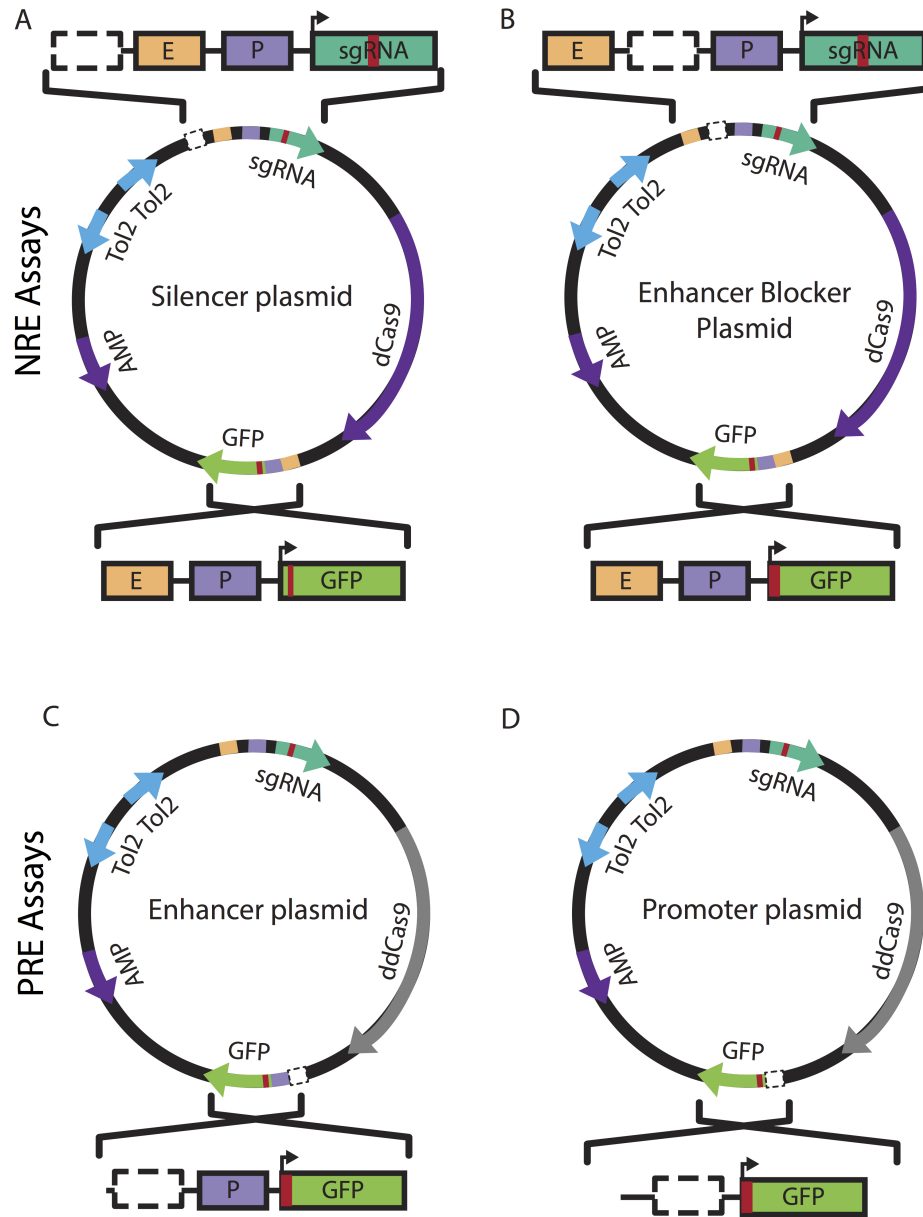 A
B
E
P
sgRNA
E
P
sgRNA
NRE Assays
sgRNA
Tol2 Tol2
Silencer plasmid
dCas9
AMP
GFP
sgRNA
Tol2 Tol2
Enhancer Blocker
Plasmid
dCas9
AMP
GFP
E
P
GFP
E
P
GFP
C
D
PRE Assays
sgRNA
Tol2 Tol2
Enhancer plasmid
ddCas9
AMP
GFP
sgRNA
Tol2 Tol2
Promoter plasmid
ddCas9
AMP
GFP
P
GFP
GFP